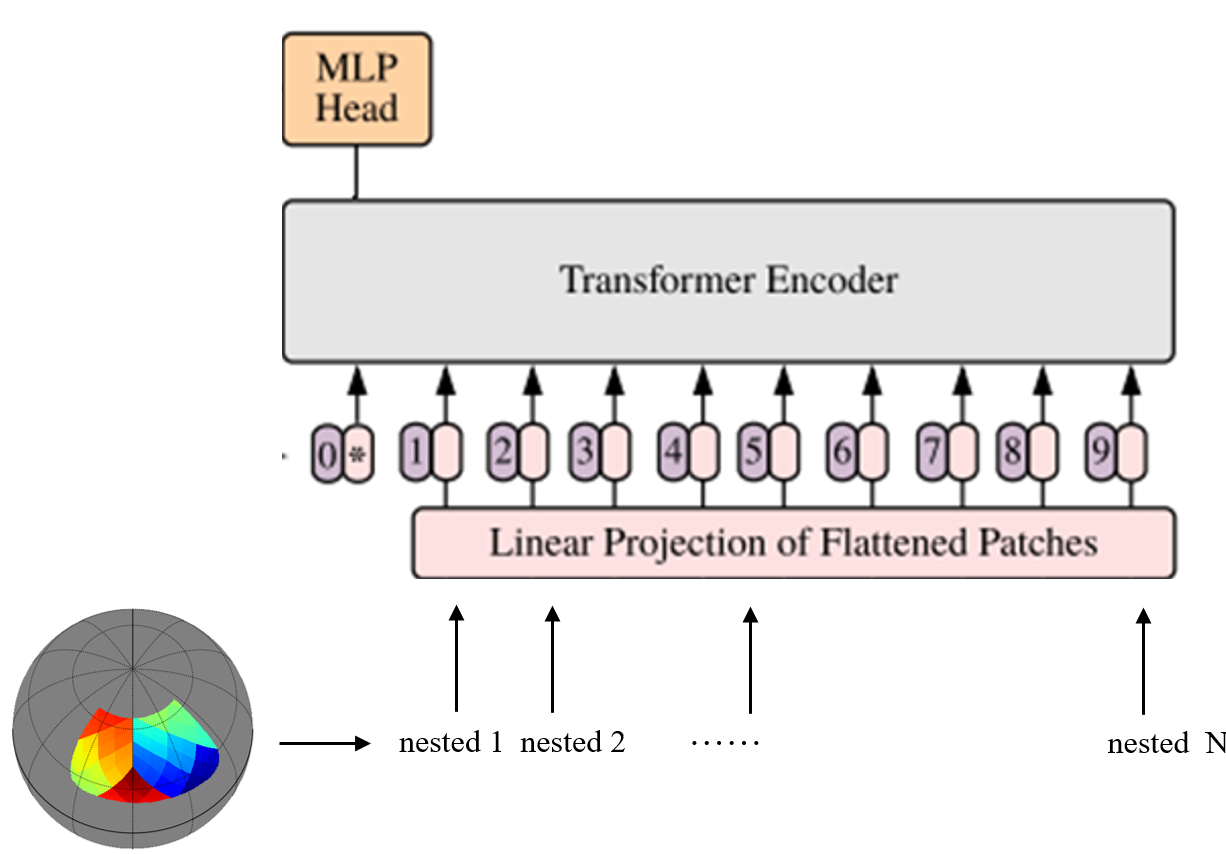 MLP
Head
Transformer Encoder
0 * 1 2 3 4 5 6 7 8 9
Linear Projection of Flattened Patches
nested 1 nested 2 ...... nested N